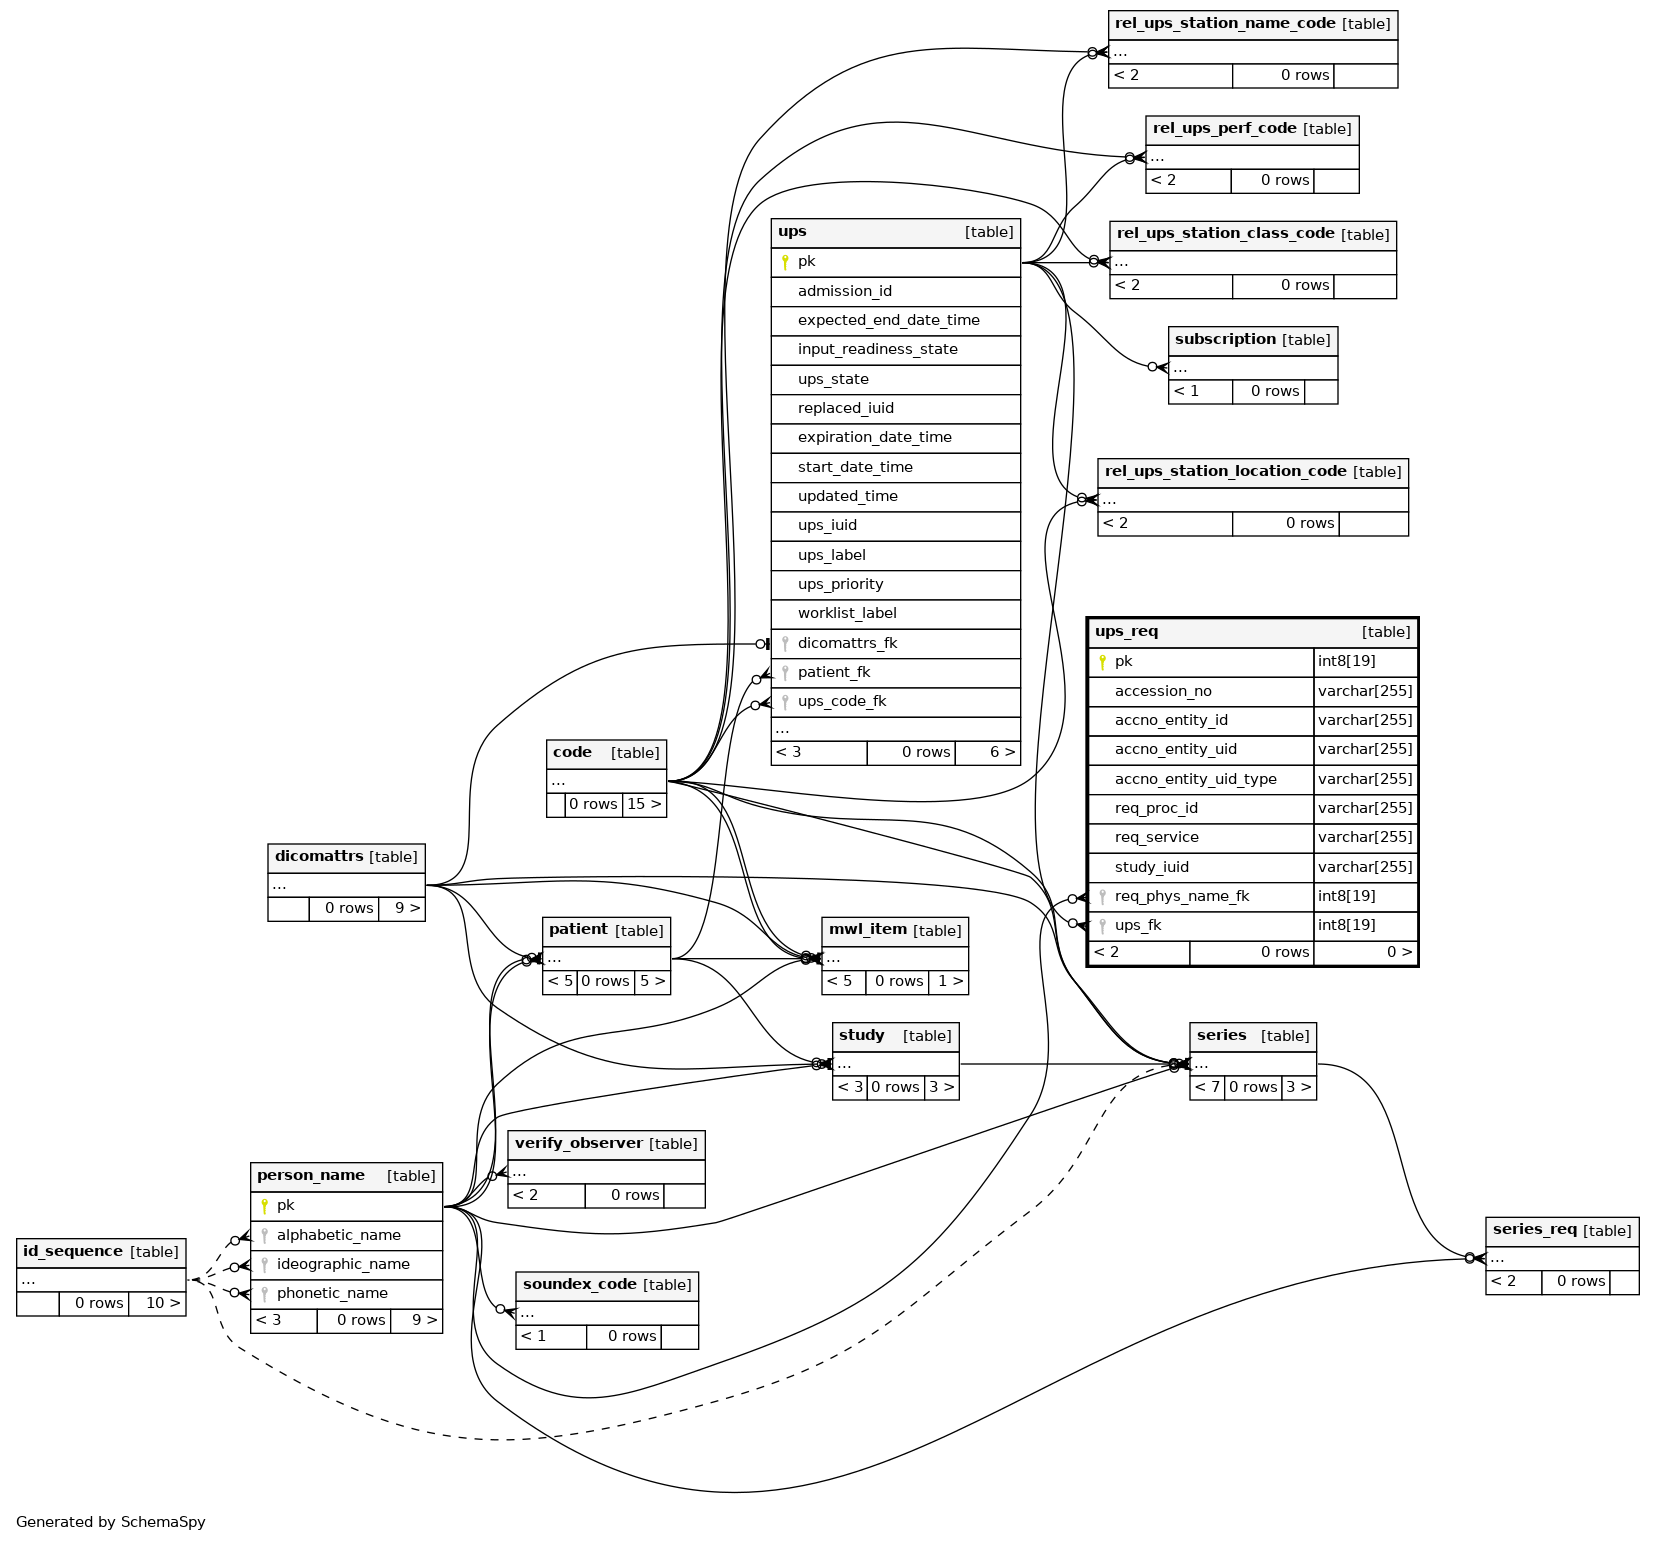 rel_ups_station_name_code [table]
...
< 2 0 rows
rel_ups_perf_code [table]
...
< 2 0 rows
rel_ups_station_class_code [table]
...
< 2 0 rows
subscription [table]
...
< 1 0 rows
rel_ups_station_location_code [table]
...
< 2 0 rows
ups [table]
pk
admission_id
expected_end_date_time
input_readiness_state
ups_state
replaced_iuid
expiration_date_time
start_date_time
updated_time
ups_iuid
ups_label
ups_priority
worklist_label
dicomattrs_fk
patient_fk
ups_code_fk
...
< 3 0 rows 6 >
ups_req [table]
pk int8[19]
accession_no varchar[255]
accno_entity_id varchar[255]
accno_entity_uid varchar[255]
accno_entity_uid_type varchar[255]
req_proc_id varchar[255]
req_service varchar[255]
study_iuid varchar[255]
req_phys_name_fk int8[19]
ups_fk int8[19]
< 2 0 rows 0 >
code [table]
...
0 rows 15 >
dicomattrs [table]
...
0 rows 9 >
patient [table]
...
< 5 0 rows 5 >
mwl_item [table]
...
< 5 0 rows 1 >
study [table]
...
< 3 0 rows 3 >
series [table]
...
< 7 0 rows 3 >
verify_observer [table]
...
< 2 0 rows
person_name [table]
pk
alphabetic_name
ideographic_name
phonetic_name
< 3 0 rows 9 >
id_sequence [table]
...
0 rows 10 >
soundex_code [table]
...
< 1 0 rows
series_req [table]
...
< 2 0 rows
Generated by SchemaSpy